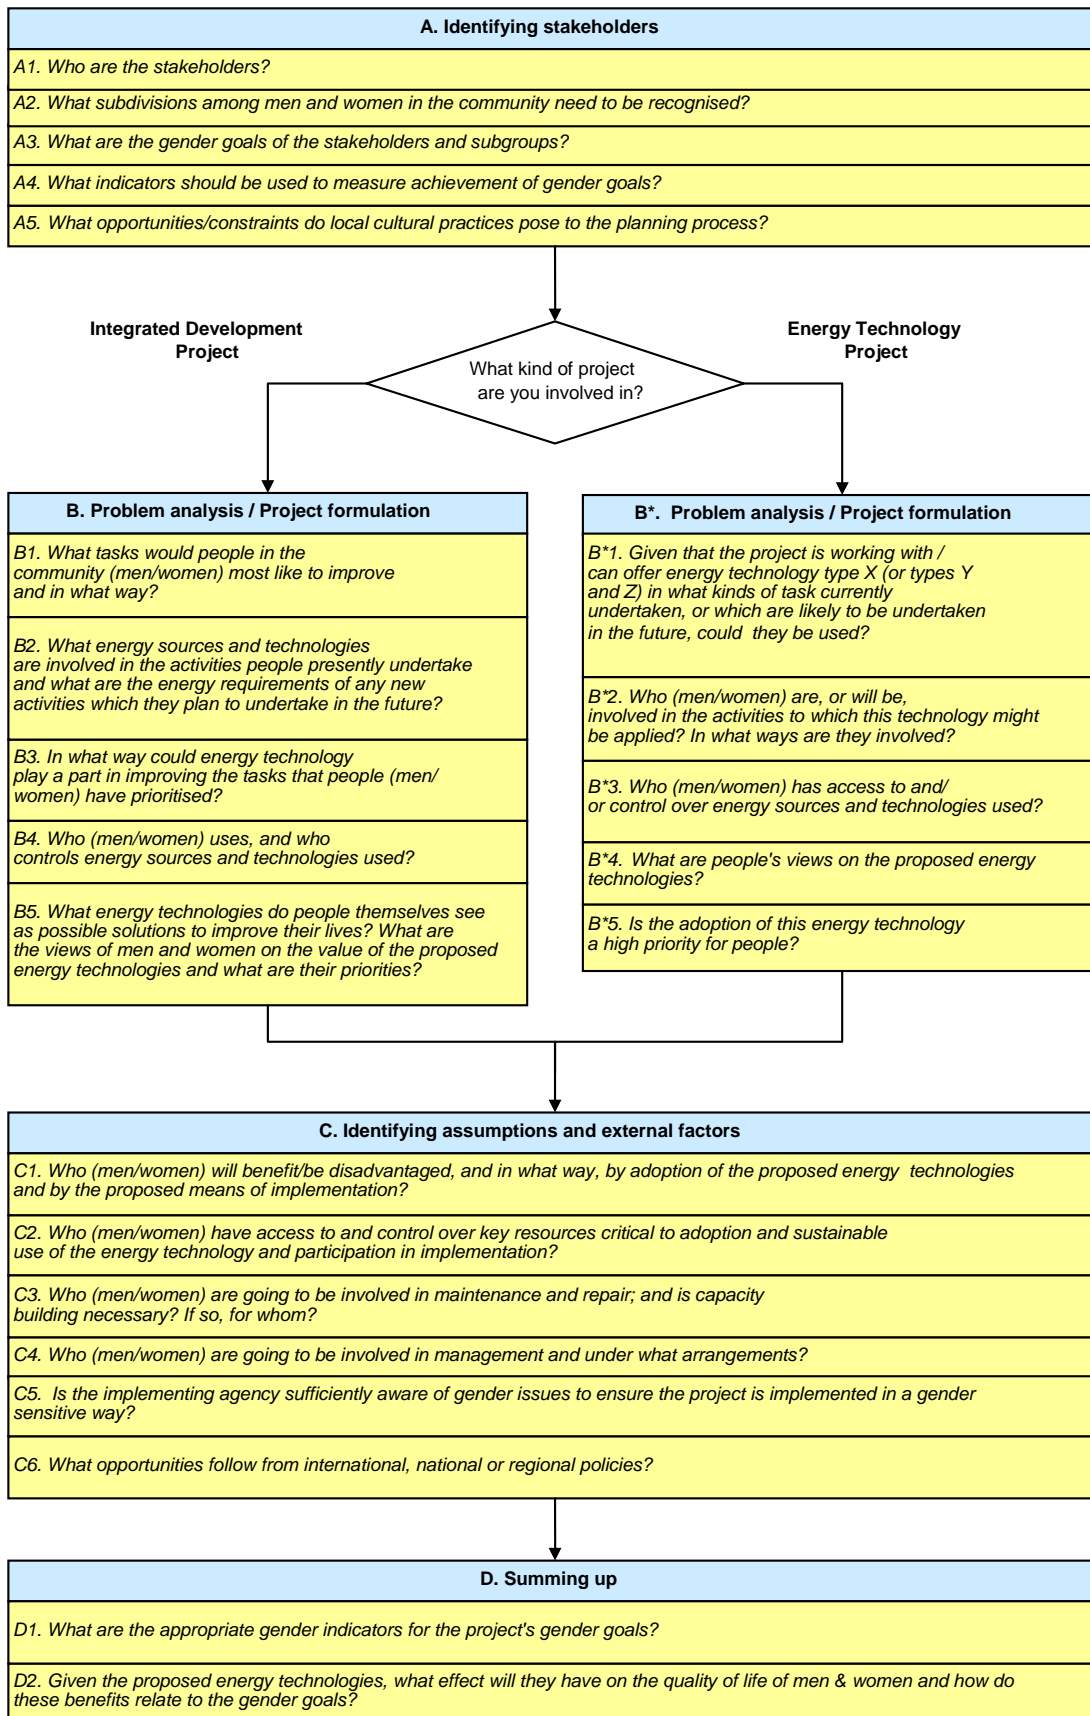 A. Identifying stakeholders
A1. Who are the stakeholders?
A2. What subdivisions among men and women in the community need to be recognised?
A3. What are the gender goals of the stakeholders and subgroups?
A4. What indicators should be used to measure achievement of gender goals?
A5. What opportunities/constraints do local cultural practices pose to the planning process?
Integrated Development
Project
Energy Technology
Project
What kind of project
are you involved in?
B. Problem analysis / Project formulation
B1. What tasks would people in the
community (men/women) most like to improve
and in what way?
B2. What energy sources and technologies
are involved in the activities people presently undertake
and what are the energy requirements of any new
activities which they plan to undertake in the future?
B3. In what way could energy technology
play a part in improving the tasks that people (men/
women) have prioritised?
B4. Who (men/women) uses, and who
controls energy sources and technologies used?
B5. What energy technologies do people themselves see
as possible solutions to improve their lives? What are
the views of men and women on the value of the proposed
energy technologies and what are their priorities?
B*. Problem analysis / Project formulation
B*1. Given that the project is working with /
can offer energy technology type X (or types Y
and Z) in what kinds of task currently
undertaken, or which are likely to be undertaken
in the future, could they be used?
B*2. Who (men/women) are, or will be,
involved in the activities to which this technology might
be applied? In what ways are they involved?
B*3. Who (men/women) has access to and/
or control over energy sources and technologies used?
B*4. What are people's views on the proposed energy
technologies?
B*5. Is the adoption of this energy technology
a high priority for people?
C. Identifying assumptions and external factors
C1. Who (men/women) will benefit/be disadvantaged, and in what way, by adoption of the proposed energy technologies
and by the proposed means of implementation?
C2. Who (men/women) have access to and control over key resources critical to adoption and sustainable
use of the energy technology and participation in implementation?
C3. Who (men/women) are going to be involved in maintenance and repair; and is capacity
building necessary? If so, for whom?
C4. Who (men/women) are going to be involved in management and under what arrangements?
C5. Is the implementing agency sufficiently aware of gender issues to ensure the project is implemented in a gender
sensitive way?
C6. What opportunities follow from international, national or regional policies?
D. Summing up
D1. What are the appropriate gender indicators for the project's gender goals?
D2. Given the proposed energy technologies, what effect will they have on the quality of life of men & women and how do
these benefits relate to the gender goals?